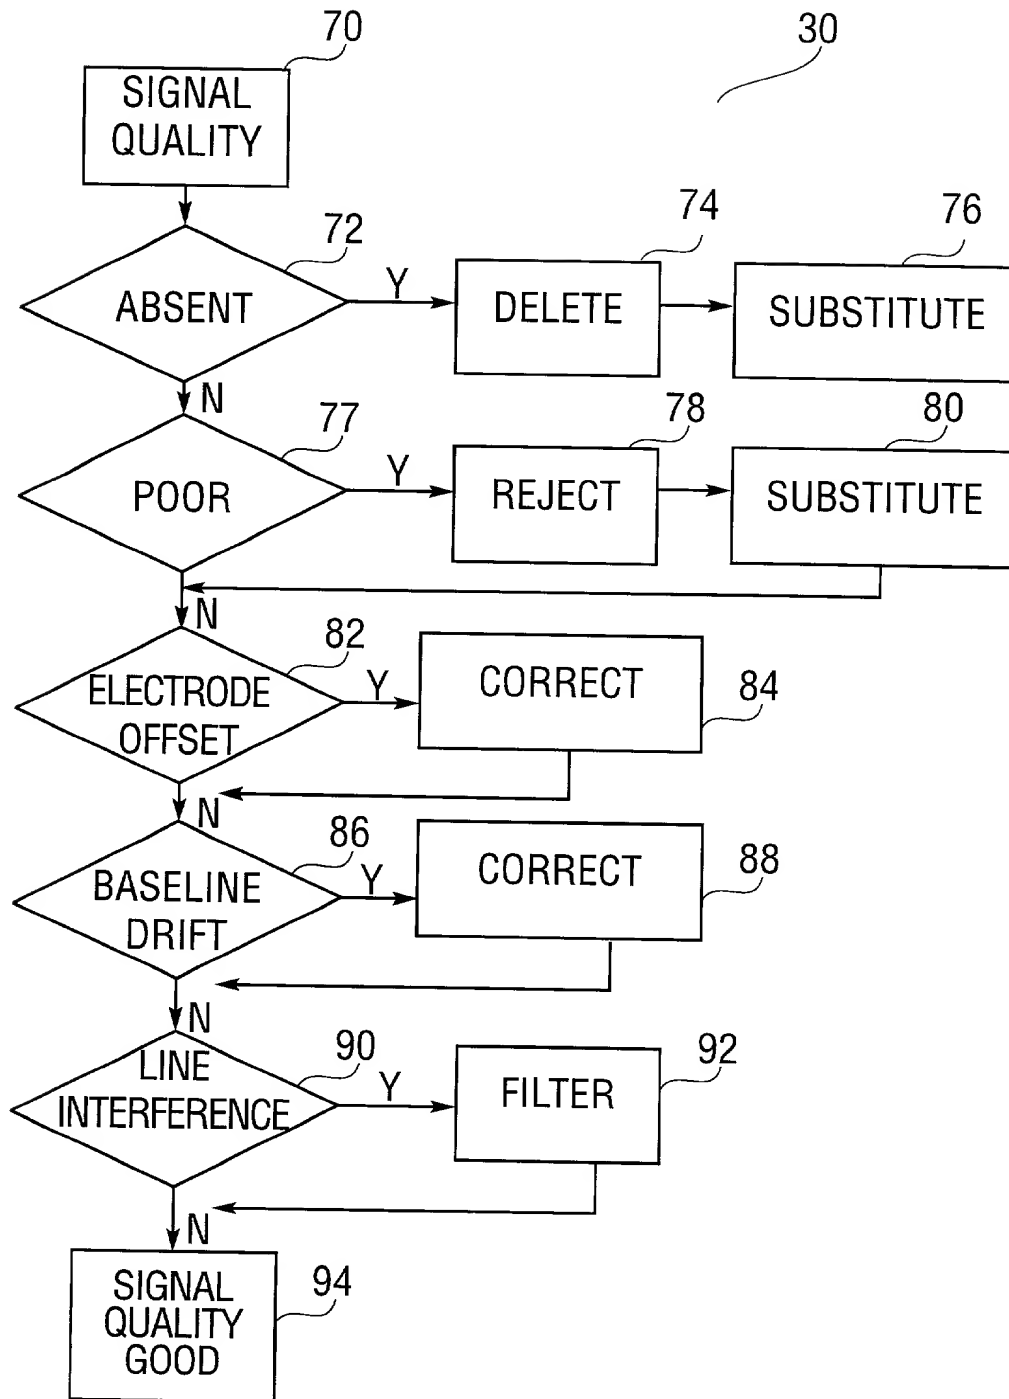 70
30
SIGNAL
QUALITY
72
74
76
ABSENT
Y
DELETE
SUBSTITUTE
N
77
78
80
POOR
Y
REJECT
SUBSTITUTE
N
82
ELECTRODE
OFFSET
Y
CORRECT
84
N
86
BASELINE
DRIFT
Y
CORRECT
88
N
90
LINE
INTERFERENCE
Y
FILTER
92
N
SIGNAL
QUALITY
GOOD
94